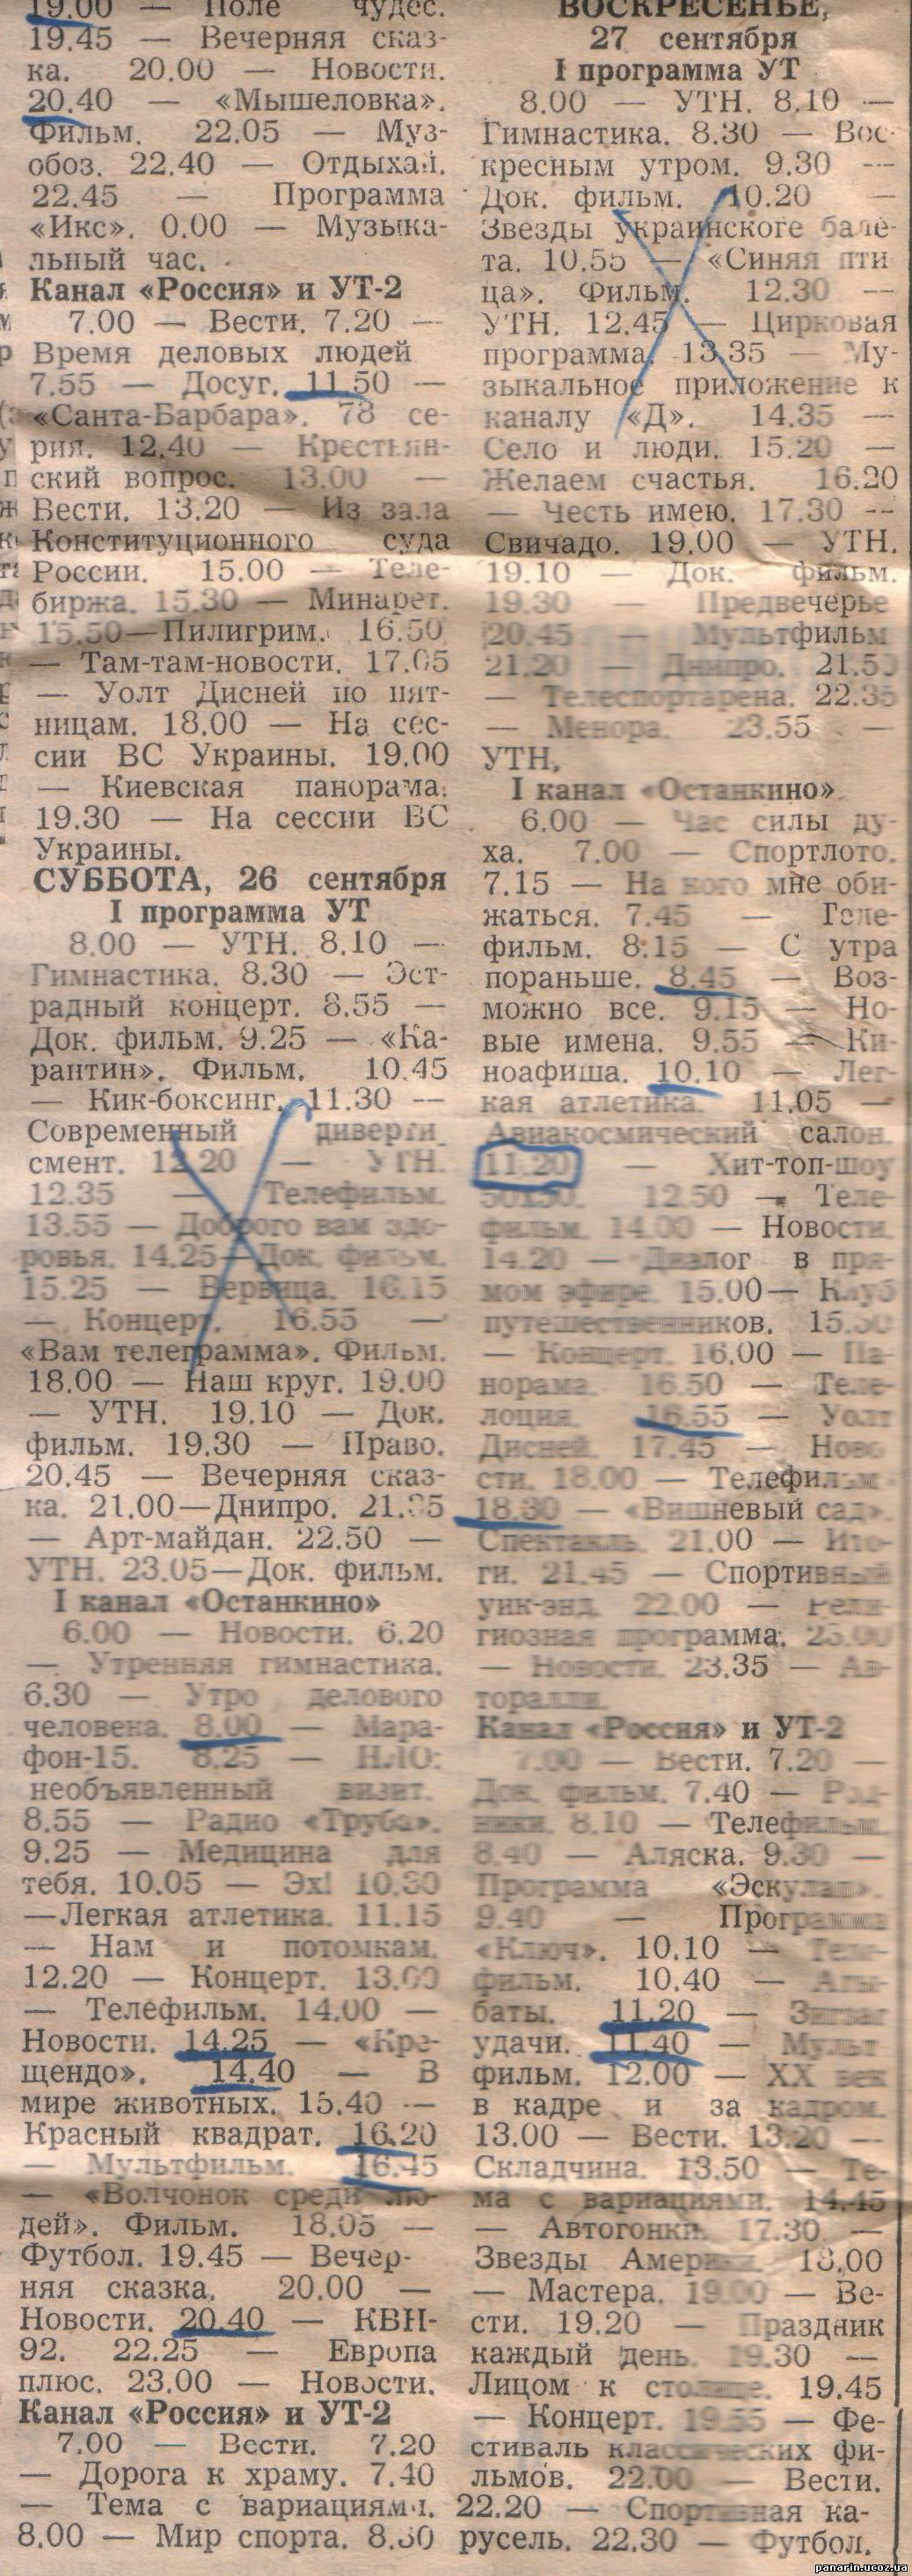 19.00 — Поле чудес.
19.45 — Вечерняя сказ-
ка. 20.00 — Новости.
20.40 — «Мышеловка».
Фильм. 22.05 — Муз-
обоз. 22.40 — Отдыхай.
22.45 — Программа
«Икс». 0.00 — Музыка-
льный час.
Канал «Россия» и УТ-2
7.00 — Вести. 7.20 —
Время деловых людей
7.55 — Досуг. 11.50 —
«Санта-Барбара». 78 се-
рия. 12.40 — Крестьян-
ский вопрос. 13.00 —
Вести. 13.20 — Из зала
Конституционного суда
России. 15.00 — Теле-
биржа. 15.30 — Минарет.
15.50—Пилигрим. 16.50
— Там-там-новости. 17.05
— Уолт Дисней по пят-
ницам. 18.00 — На сес-
сии ВС Украины. 19.00
— Киевская панорама.
19.30 — На сессии ВС
Украины.
СУББОТА, 26 сентября
I программа УТ
8.00 — УТН. 8.10 —
Гимнастика. 8.30 — Эст-
радный концерт. 8.55 —
Док. фильм. 9.25 — «Ка-
рантин». Фильм. 10.45
— Кик-боксинг. 11.30 —
Современный диверти
смент. 12.20 — УТН.
12.35 — Телефильм.
13.55 — Доброго вам здо-
ровья. 14.25—Док. фильм.
15.25 — Вервица. 16.15
— Концерт. 16.55 —
«Вам телеграмма». Фильм.
18.00 — Наш круг. 19.00
— УТН. 19.10 — Док.
фильм. 19.30 — Право.
20.45 — Вечерняя сказ-
ка. 21.00—Днипро. 21.35
— Арт-майдан. 22.50 —
УТН. 23.05—Док. фильм.
I канал «Останкино»
6.00 — Новости. 6.20
— Утренняя гимнастика.
6.30 — Утро делового
человека. 8.00 — Мара-
фон-15. 8.25 — НЛО:
необъявленный визит.
8.55 — Радио «Труба».
9.25 — Медицина для
тебя. 10.05 — Эх! 10.30
—Легкая атлетика. 11.15
— Нам и потомкам.
12.20 — Концерт. 13.00
— Телефильм. 14.00 —
Новости. 14.25 — «Кре-
щендо». 14.40 — В
мире животных. 15.40 —
Красный квадрат. 16.20
— Мультфильм. 16.45
— «Волчонок среди лю-
дей». Фильм. 18.05 —
Футбол. 19.45 — Вечер-
няя сказка. 20.00 —
Новости. 20.40 — КВН-
92. 22.25 — Европа
плюс. 23.00 — Новости.
Канал «Россия» и УТ-2
7.00 — Вести. 7.20
— Дорога к храму. 7.40
— Тема с вариациями.
8.00 — Мир спорта. 8.30
ВОСКРЕСЕНЬЕ,
27 сентября
I программа УТ
8.00 — УТН. 8.10 —
Гимнастика. 8.30 — Вос-
кресным утром. 9.30 —
Док. фильм. 10.20 —
Звезды украинского бале-
та. 10.55 — «Синяя пти
ца». Фильм. 12.30 —
УТН. 12.45 — Цирковая
программа. 13.35 — Му-
зыкальное приложение к
каналу «Д». 14.35 —
Село и люди. 15.20 —
Желаем счастья. 16.20
— Честь имею. 17.30 —
Свичадо. 19.00 — УТН.
19.10 — Док. фильм.
19.30 — Предвечерье
20.45 — Мультфильм
21.20 — Днипро. 21.55
— Телеспортарена. 22.35
— Менора. 23.55 —
УТН.
I канал «Останкино»
6.00 — Час силы ду-
ха. 7.00 — Спортлото.
7.15 — На кого мне оби-
жаться. 7.45 — Теле-
фильм. 8.15 — С утра
пораньше. 8.45 — Воз-
можно все. 9.15 — Но-
вые имена. 9.55 — Ки-
ноафиша. 10.10 — Лег-
кая атлетика. 11.05 —
Авиакосмический салон.
11.20 — Хит-топ-шоу
50х50. 12.50 — Теле-
фильм. 14.00 — Новости.
14.20 — Диалог в пря-
мом эфире. 15.00— Клуб
путешественников. 15.50
— Концерт. 16.00 — Па-
норама. 16.50 — Теле-
лоция. 16.55 — Уолт
Дисней. 17.45 — Ново
сти. 18.00 — Телефильм
18.30 — «Вишневый сад».
Спектакль. 21.00 — Ито-
ги. 21.45 — Спортивный
уик-энд. 22.00 — Рели-
гиозная программа. 23.00
— Новости. 23.35 — Ав-
торалли.
Канал «Россия» и УТ-2
7.00 — Вести. 7.20 —
Док. фильм. 7.40 — Род-
ники. 8.10 — Телефильм.
8.40 — Аляска. 9.30 —
Программа «Эскулап».
9.40 — Программа
«Ключ». 10.10 — Теле-
фильм. 10.40 — Аты-
баты. 11.20 — Зигзаг
удачи. 11.40 — Мульт
фильм. 12.00 — XX век
в кадре и за кадром.
13.00 — Вести. 13.20 —
Складчина. 13.50 — Те-
ма с вариациями. 14.45
— Автогонки. 17.30 —
Звезды Америки. 18.00
— Мастера. 19.00 — Ве-
сти. 19.20 — Праздник
каждый день. 19.30 —
Лицом к столице. 19.45
— Концерт. 19.55 — Фе-
стиваль классических фи-
льмов. 22.00 — Вести.
22.20 — Спортивная ка-
русель. 22.30 — Футбол.
panarin.ucoz.ua